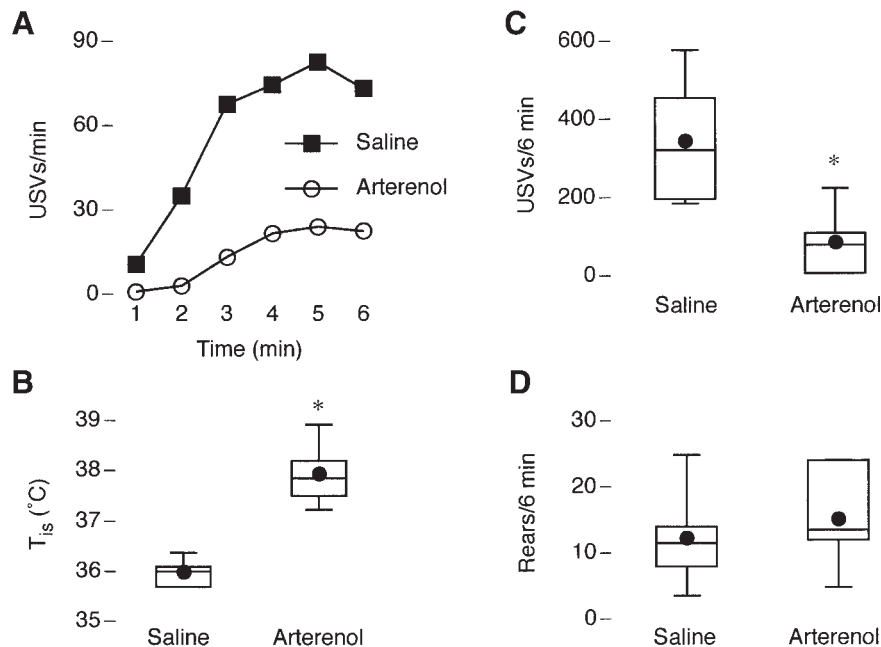 A
90
60
30
0
USVs/min
Saline
Arterenol
1 2 3 4 5 6
Time (min)
B
39
38
37
36
35
Tis (°C)
*
Saline Arterenol
C
600
400
200
0
USVs/6 min
*
Saline Arterenol
D
30
20
10
0
Rears/6 min
Saline Arterenol